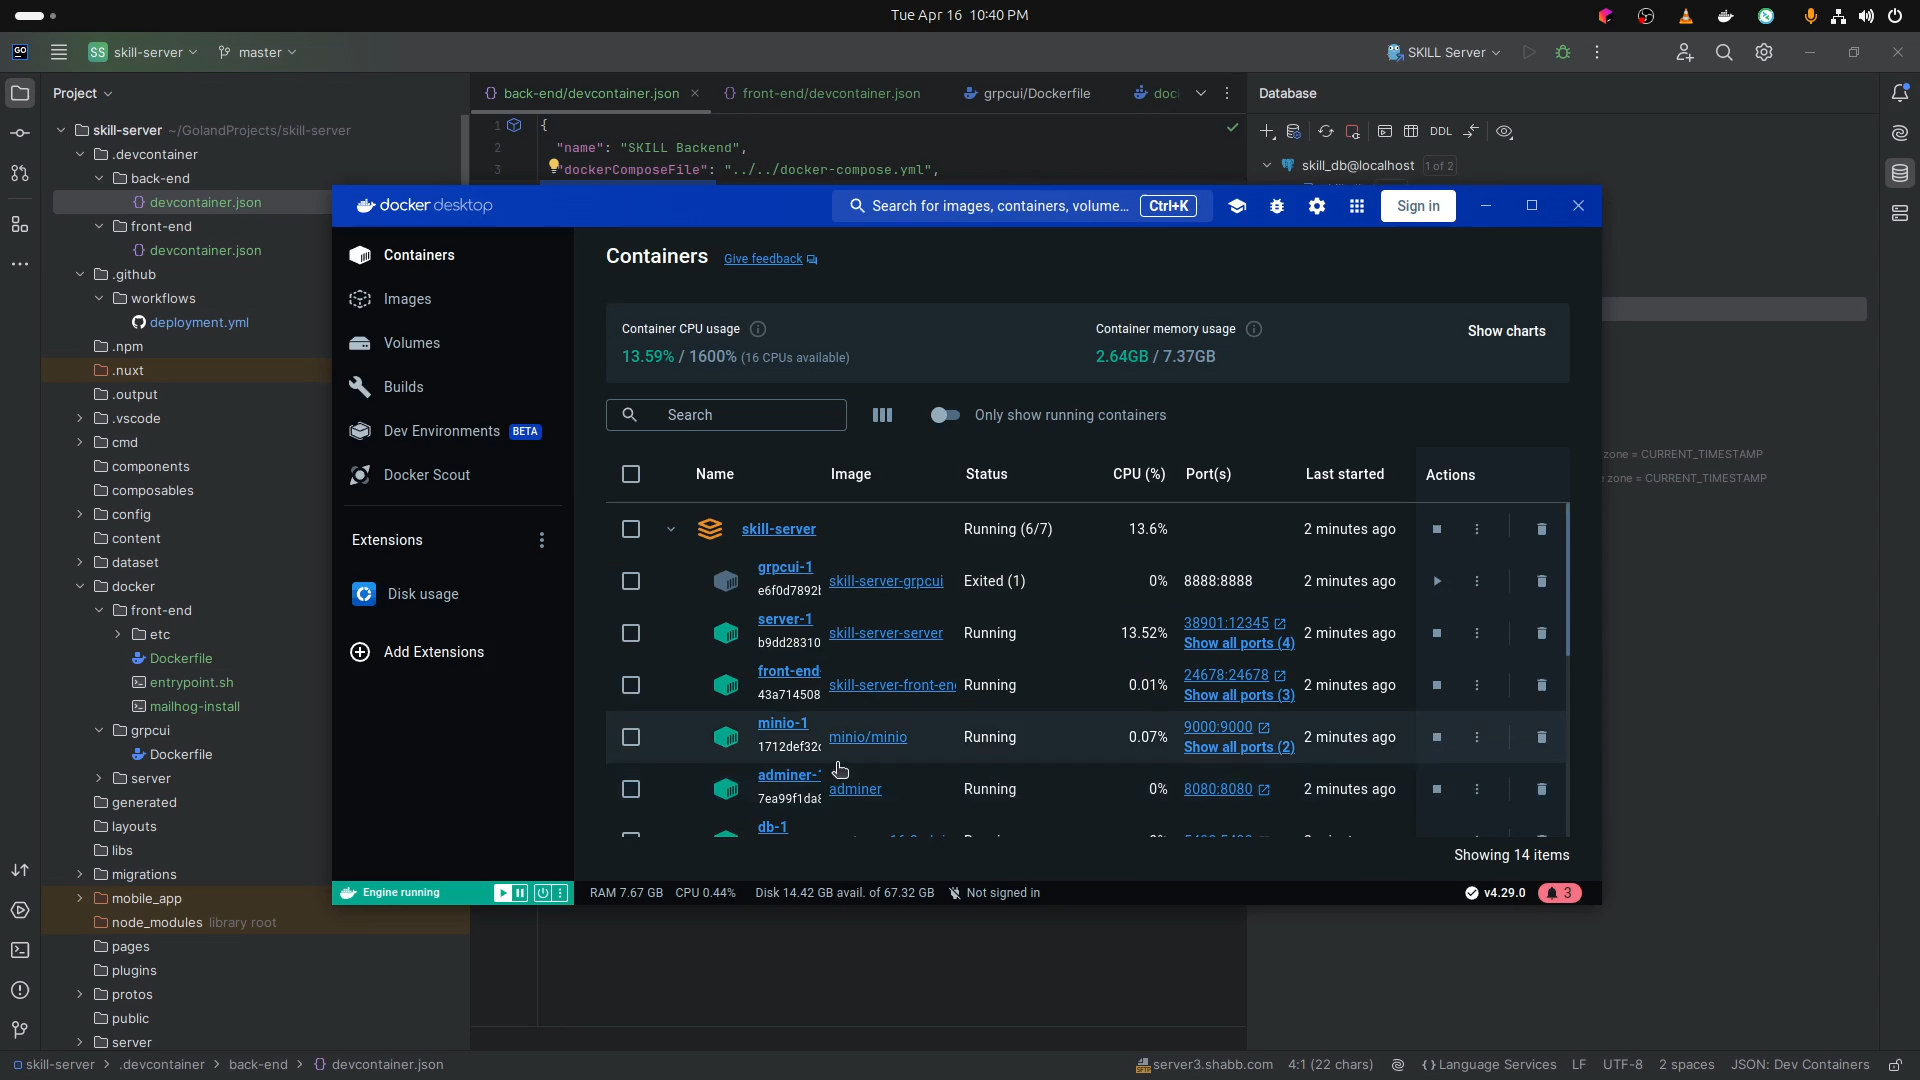 Tue Apr 16 10:40 PM
GO
SS skill-server
master
SKILL Server
Project
back-end/devcontainer.json
front-end/devcontainer.json
grpcui/Dockerfile
Database
skill-server ~/GolandProjects/skill-server
1 {
2 "name": "SKILL Backend",
3 "dockerComposeFile": "../../docker-compose.yml",
DDL
skill_db@localhost 1 of 2
.devcontainer
back-end
devcontainer.json
front-end
devcontainer.json
.github
workflows
deployment.yml
.npm
.nuxt
.output
.vscode
cmd
components
composables
config
content
dataset
docker
front-end
etc
Dockerfile
entrypoint.sh
mailhog-install
grpcui
Dockerfile
server
generated
layouts
libs
migrations
mobile_app
node_modules library root
pages
plugins
protos
public
server
docker desktop
Search for images, containers, volume... Ctrl+K
Sign in
Containers
Images
Volumes
Builds
Dev Environments BETA
Docker Scout
Extensions
Disk usage
Add Extensions
Containers Give feedback
Container CPU usage
13.59% / 1600% (16 CPUs available)
Container memory usage
2.64GB / 7.37GB
Show charts
Search
Only show running containers
Name Image Status CPU (%) Port(s) Last started Actions
skill-server Running (6/7) 13.6% 2 minutes ago
grpcui-1
e6f0d7892
skill-server-grpcui Exited (1) 0% 8888:8888 2 minutes ago
server-1
b9dd28310
skill-server-server Running 13.52% 38901:12345
Show all ports (4)
2 minutes ago
front-end-
43a714508
skill-server-front-en Running 0.01% 24678:24678
Show all ports (3)
2 minutes ago
minio-1
1712def32
minio/minio Running 0.07% 9000:9000
Show all ports (2)
2 minutes ago
adminer-
7ea99f1da8
adminer Running 0% 8080:8080 2 minutes ago
db-1
Showing 14 items
zone = CURRENT_TIMESTAMP
zone = CURRENT_TIMESTAMP
Engine running
RAM 7.67 GB CPU 0.44% Disk 14.42 GB avail. of 67.32 GB Not signed in
v4.29.0 3
skill-server > .devcontainer > back-end > devcontainer.json
server3.shabb.com 4:1 (22 chars) Language Services LF UTF-8 2 spaces JSON: Dev Containers